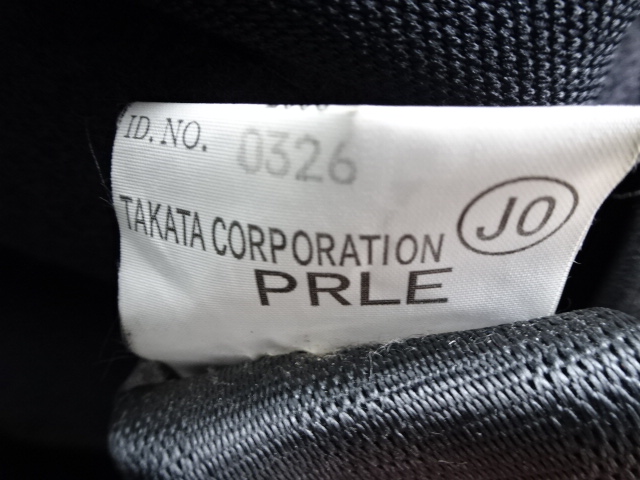 ID. NO. 0326
TAKATA CORPORATION JO
PRLE